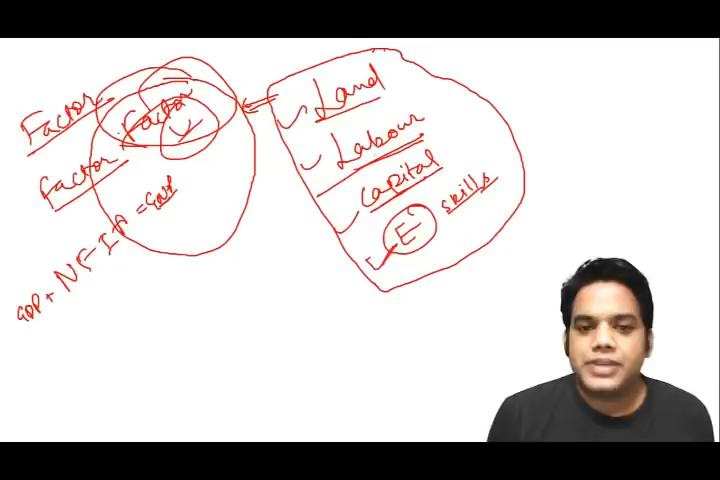 Factor
Factor
Factor
GDP + NFIA = GNP
Land
Labour
Capital
E
skills